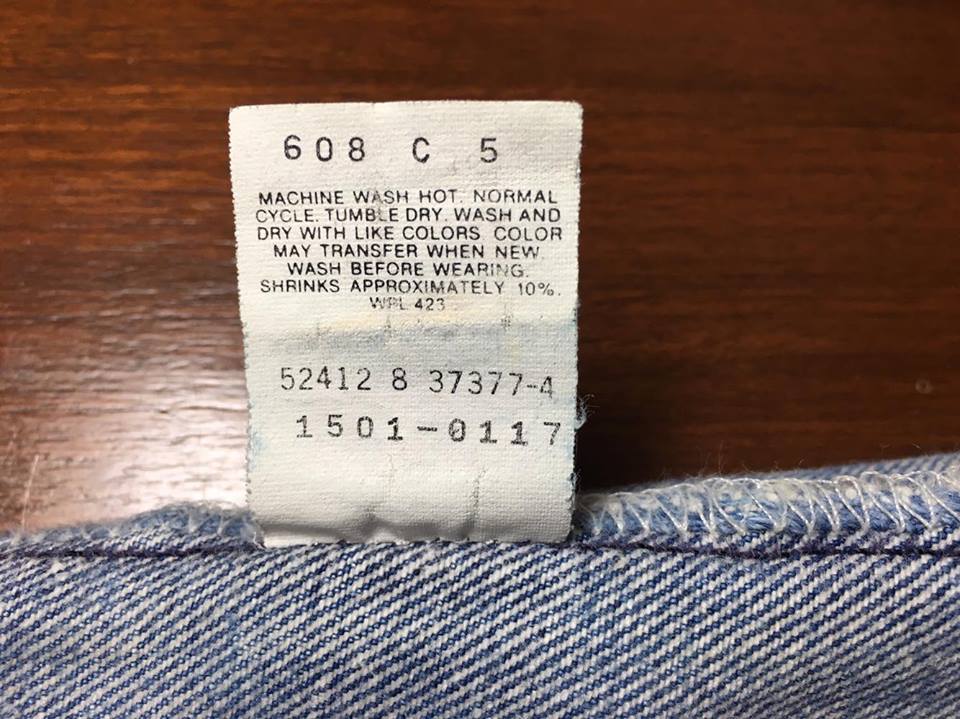 608 C 5
MACHINE WASH HOT. NORMAL
CYCLE. TUMBLE DRY. WASH AND
DRY WITH LIKE COLORS. COLOR
MAY TRANSFER WHEN NEW.
WASH BEFORE WEARING.
SHRINKS APPROXIMATELY 10%.
WPL 423
52412 8 37377-4
1501-0117